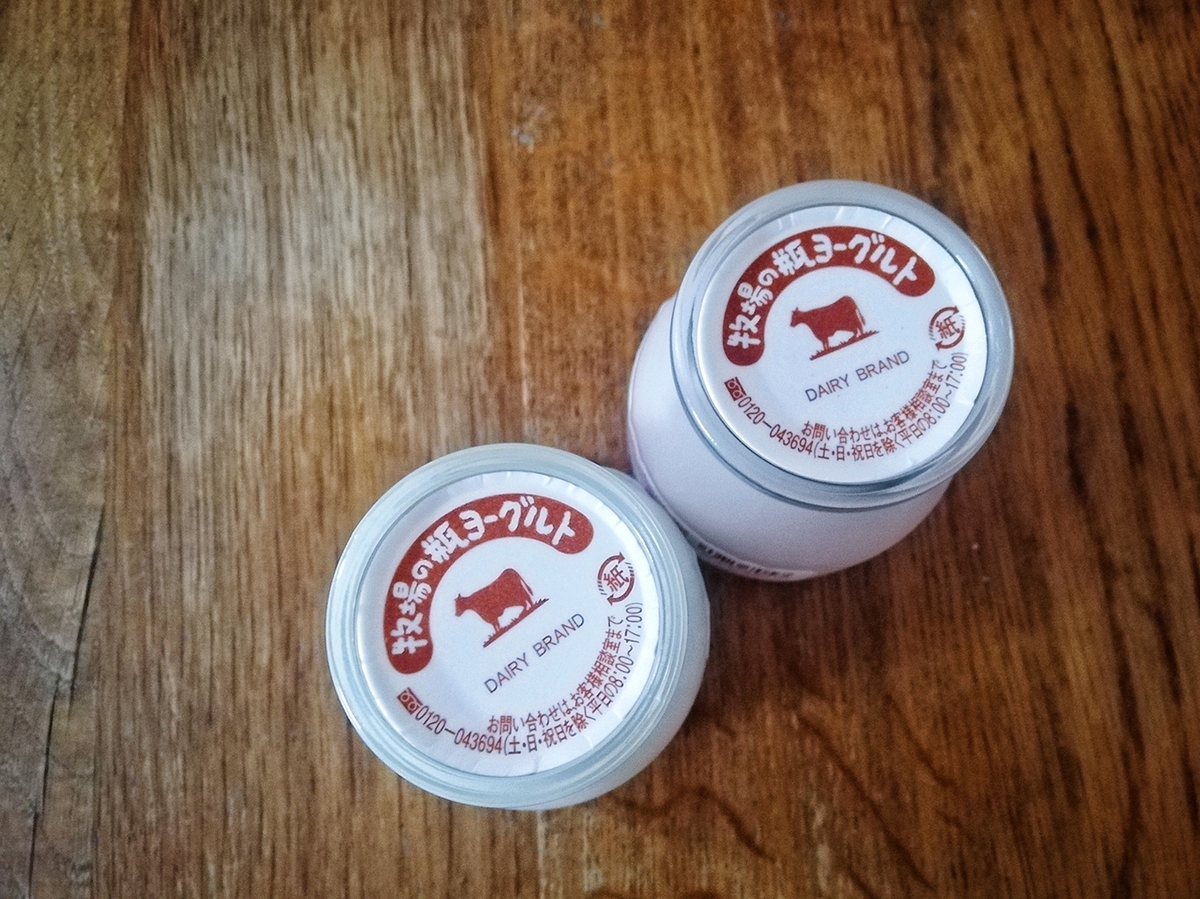 牧場の瓶ヨーグルト
紙
DAIRY BRAND
お問い合わせは、お客様相談室まで
0120-043694(土・日・祝日を除く平日の8:00~17:00)
牧場の瓶ヨーグルト
紙
DAIRY BRAND
お問い合わせは、お客様相談室まで
0120-043694(土・日・祝日を除く平日の8:00~17:00)